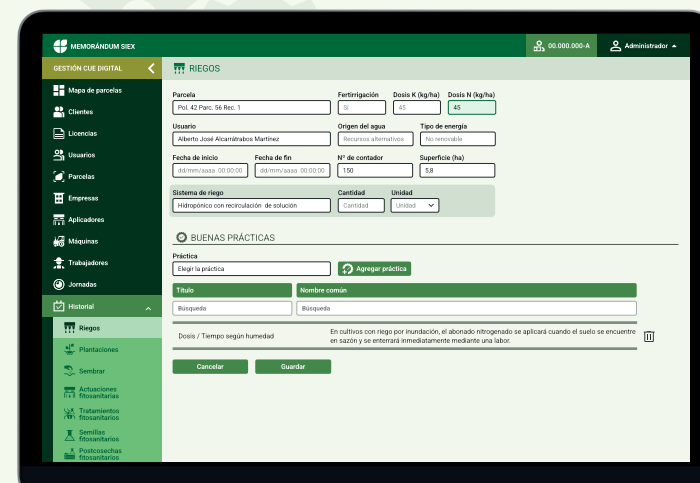 MEMORÁNDUM SIEX
00.000.000-A
Administrador
GESTIÓN CUE DIGITAL
RIEGOS
Mapa de parcelas
Clientes
Licencias
Usuarios
Parcelas
Empresas
Aplicadores
Máquinas
Trabajadores
Jornadas
Historial
Riegos
Plantaciones
Sembrar
Actuaciones
fitosanitarias
Tratamientos
fitosanitarios
Semillas
fitosanitarios
Postcosechas
fitosanitarios
Parcela
Fertirrigación
Dosis K (kg/ha)
Dosis N (kg/ha)
Pol. 42 Parc. 56 Rec. 1
Sí
45
45
Usuario
Origen del agua
Tipo de energía
Alberto José Alcarrátrabos Martínez
Recursos alternativos
No renovable
Fecha de inicio
Fecha de fin
Nº de contador
Superficie (ha)
dd/mm/aaaa 00:00:00
dd/mm/aaaa 00:00:00
150
5,8
Sistema de riego
Cantidad
Unidad
Hidropónico con recirculación de solución
Cantidad
Unidad
BUENAS PRÁCTICAS
Práctica
Elegir la práctica
Agregar práctica
Título
Nombre común
Búsqueda
Búsqueda
Dosis / Tiempo según humedad
En cultivos con riego por inundación, el abonado nitrogenado se aplicará cuando el suelo se encuentre
en sazón y se enterrará inmediatamente mediante una labor.
Cancelar
Guardar